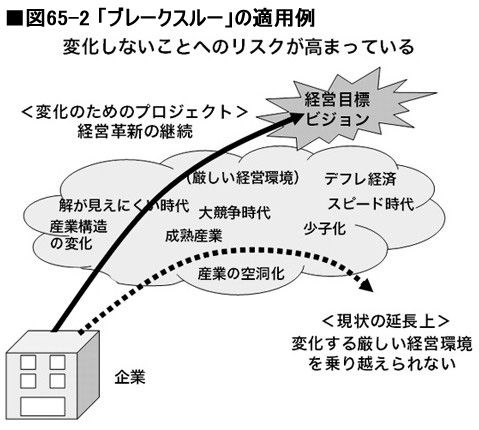 ■図65-2 「ブレークスルー」の適用例
変化しないことへのリスクが高まっている
経営目標
ビジョン
＜変化のためのプロジェクト＞
経営革新の継続
（厳しい経営環境）
デフレ経済
解が見えにくい時代
スピード時代
大競争時代
産業構造
の変化
成熟産業
少子化
産業の空洞化
＜現状の延長上＞
変化する厳しい経営環境
を乗り越えられない
企業